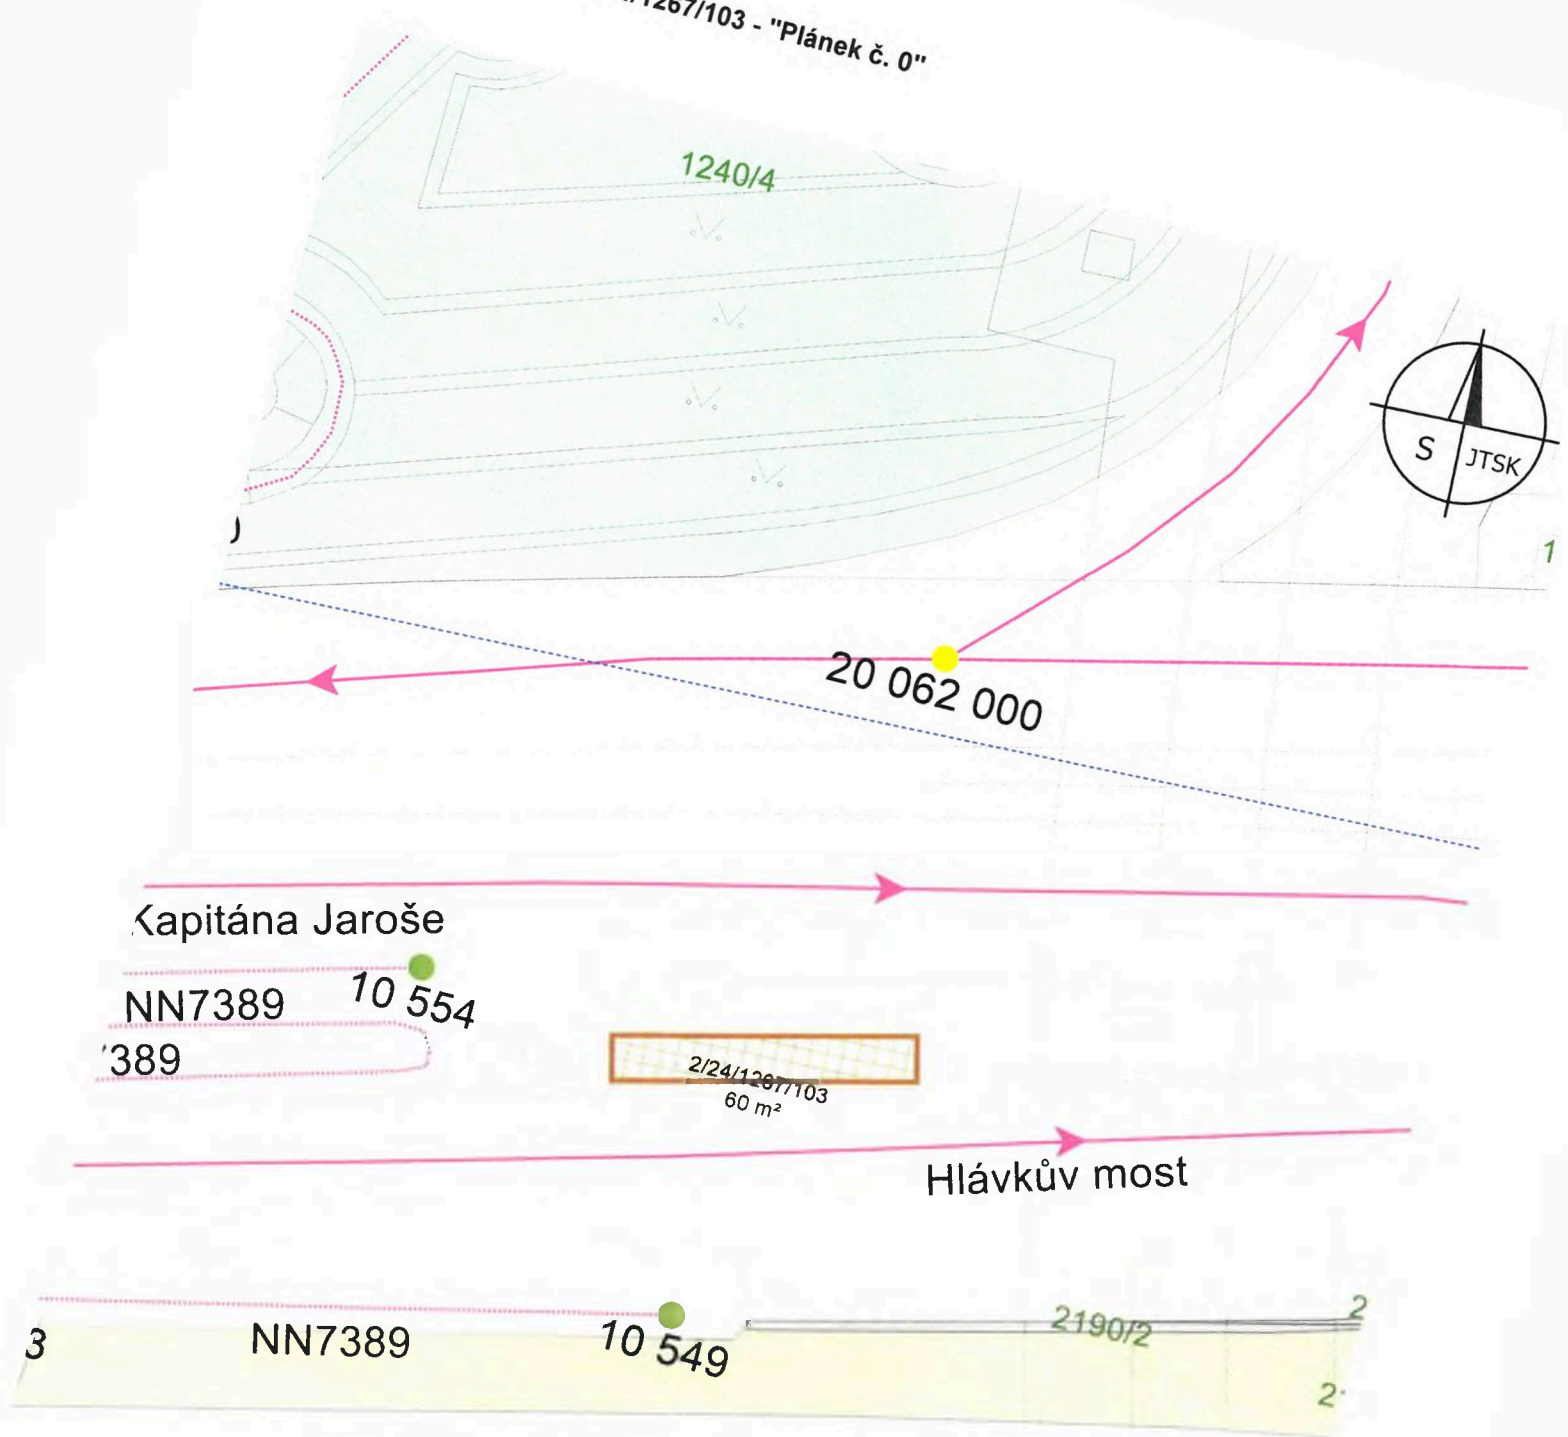 /1267/103 - "Plánek č. 0"
1240/4
S JTSK
1
20 062 000
Kapitána Jaroše
10 554
NN7389
389
2/24/1267/103
60 m²
Hlávkův most
2190/2
2
3
NN7389
10 549
2